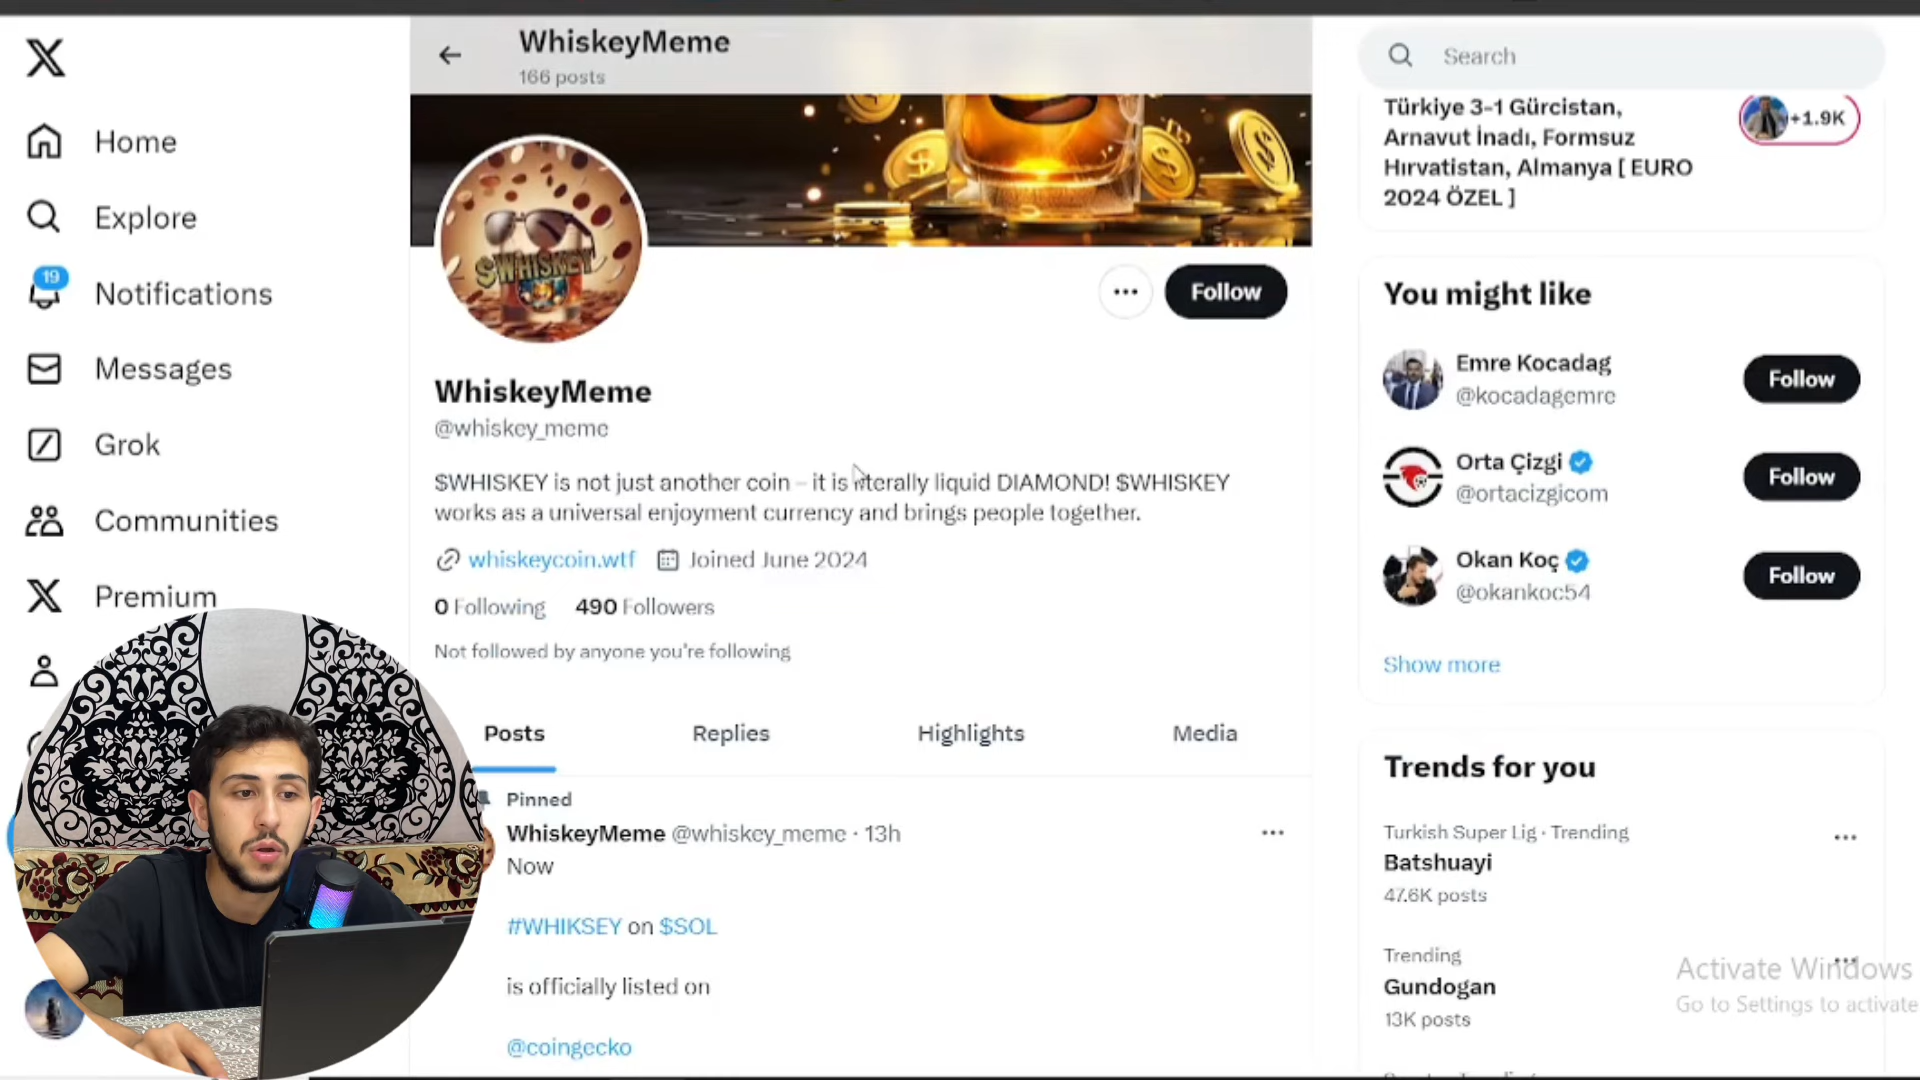 WhiskeyMeme
166 posts
Search
Home
Explore
19
Notifications
Messages
Grok
Communities
Premium
$WHISKEY
Follow
WhiskeyMeme
@whiskey_meme
$WHISKEY is not just another coin – it is literally liquid DIAMOND! $WHISKEY
works as a universal enjoyment currency and brings people together.
whiskeycoin.wtf Joined June 2024
0 Following 490 Followers
Not followed by anyone you're following
Posts Replies Highlights Media
Pinned
WhiskeyMeme @whiskey_meme · 13h
Now
#WHIKSEY on $SOL
is officially listed on
@coingecko
Türkiye 3-1 Gürcistan,
Arnavut İnadı, Formsuz
Hırvatistan, Almanya [ EURO
2024 ÖZEL ]
+1.9K
You might like
Emre Kocadag
@kocadagemre
Follow
Orta Çizgi
@ortacizgicom
Follow
Okan Koç
@okankoc54
Follow
Show more
Trends for you
Turkish Super Lig · Trending
Batshuayi
47.6K posts
Trending
Gundogan
13K posts
Activate Windows
Go to Settings to activate